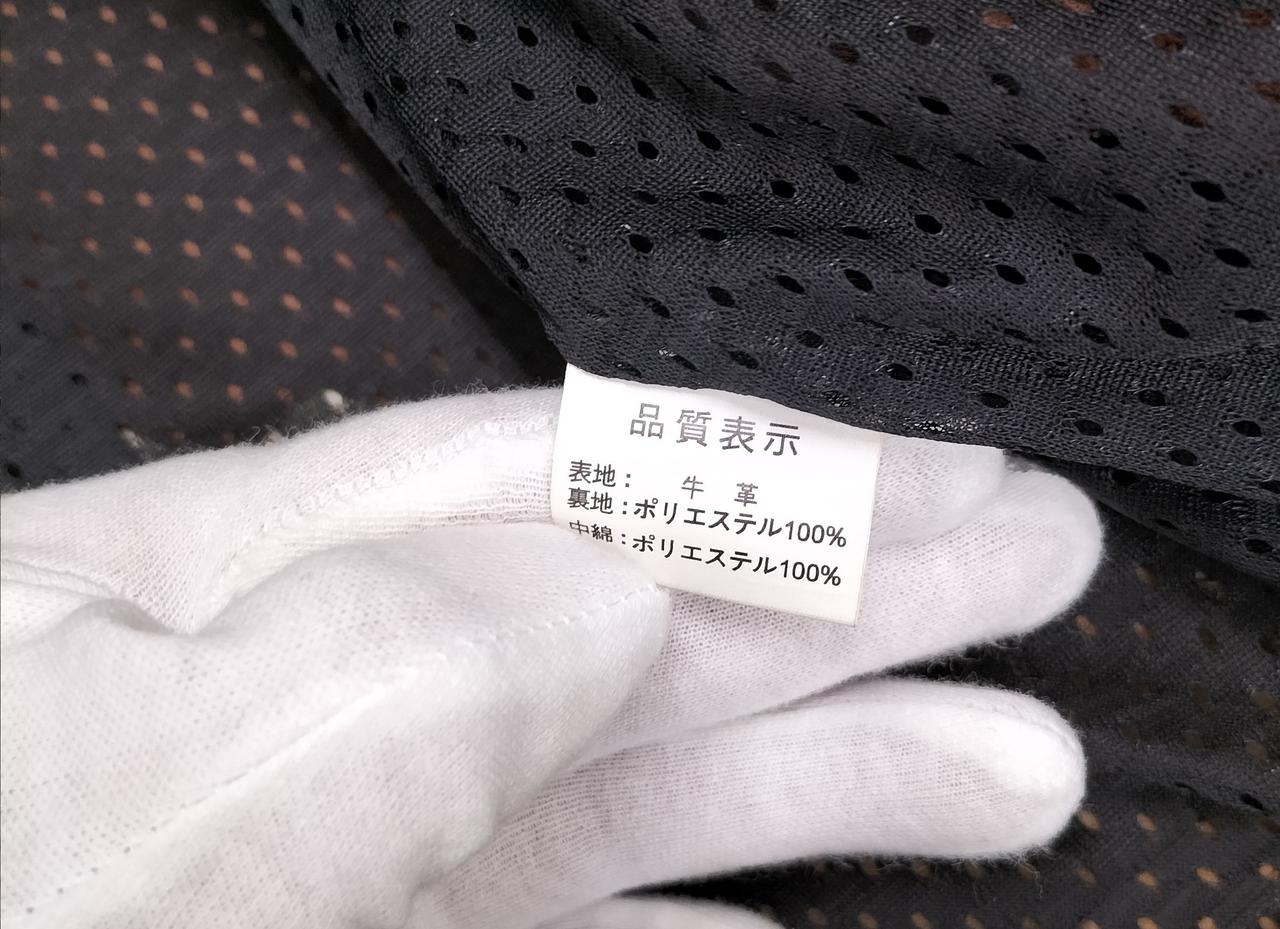 品質表示
表地： 牛 革
裏地：ポリエステル100%
中綿：ポリエステル100%